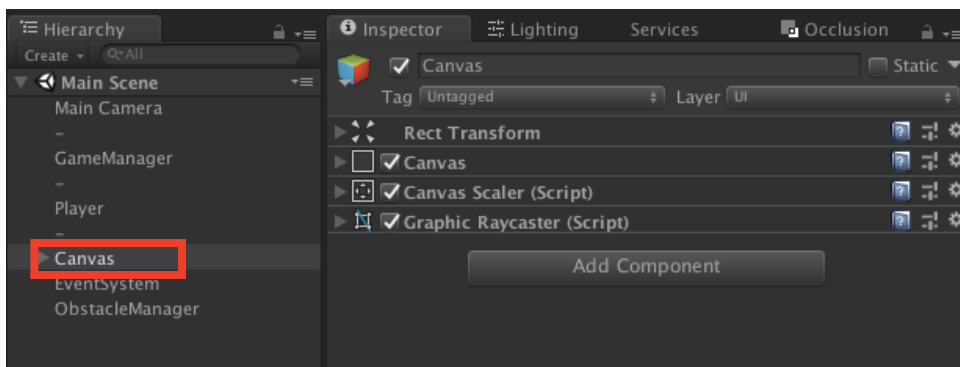 Hierarchy
Create All
Main Scene
Main Camera
–
GameManager
–
Player
–
Canvas
EventSystem
ObstacleManager
Inspector Lighting Services Occlusion
Canvas Static
Tag Untagged Layer UI
Rect Transform
Canvas
Canvas Scaler (Script)
Graphic Raycaster (Script)
Add Component